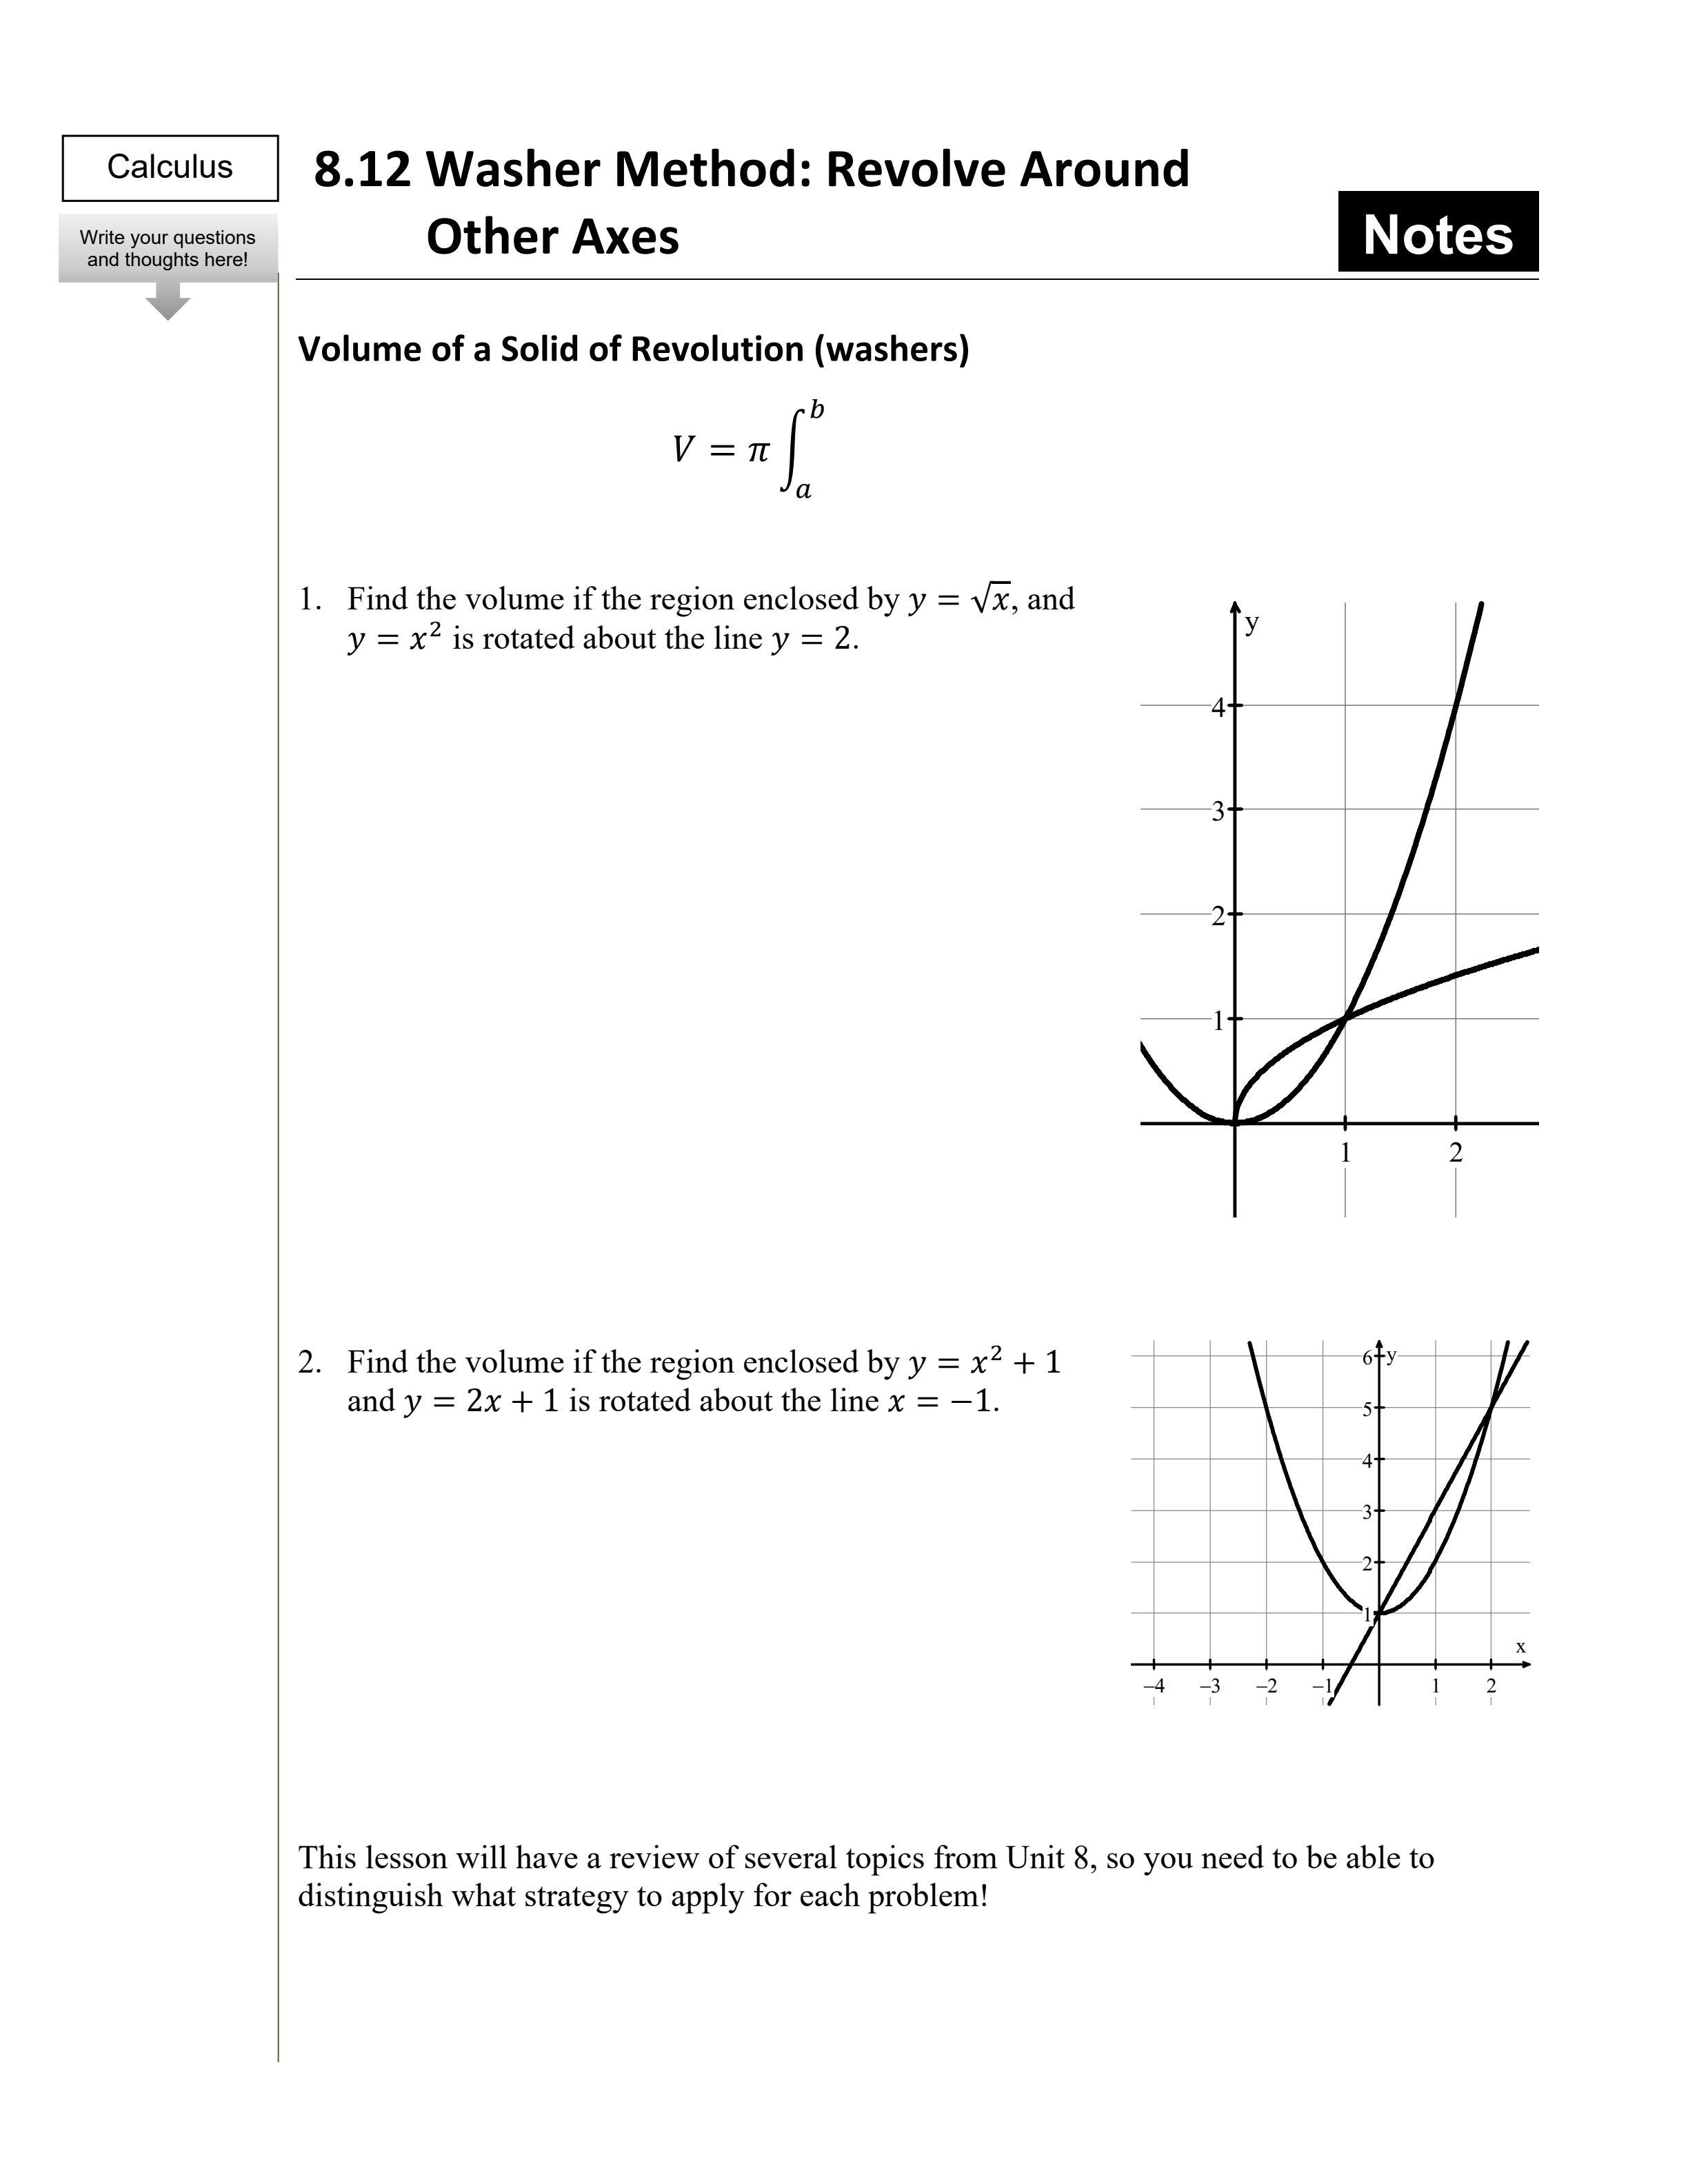 Calculus
8.12 Washer Method: Revolve Around
Other Axes
Notes
Write your questions
and thoughts here!
Volume of a Solid of Revolution (washers)
V = π ∫_a^b
1. Find the volume if the region enclosed by y = √x, and
y = x² is rotated about the line y = 2.
y
4
3
2
1
1 2
2. Find the volume if the region enclosed by y = x² + 1
and y = 2x + 1 is rotated about the line x = −1.
6 y
5
4
3
2
1
x
−4 −3 −2 −1 1 2
This lesson will have a review of several topics from Unit 8, so you need to be able to
distinguish what strategy to apply for each problem!